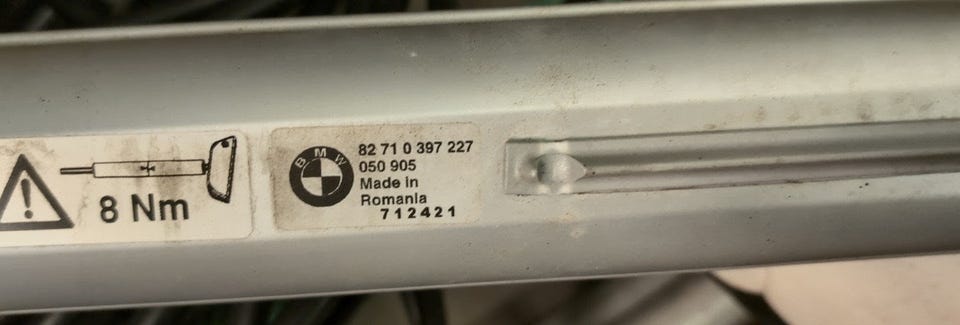 8 Nm
BMW
82 71 0 397 227
050 905
Made in
Romania
712421